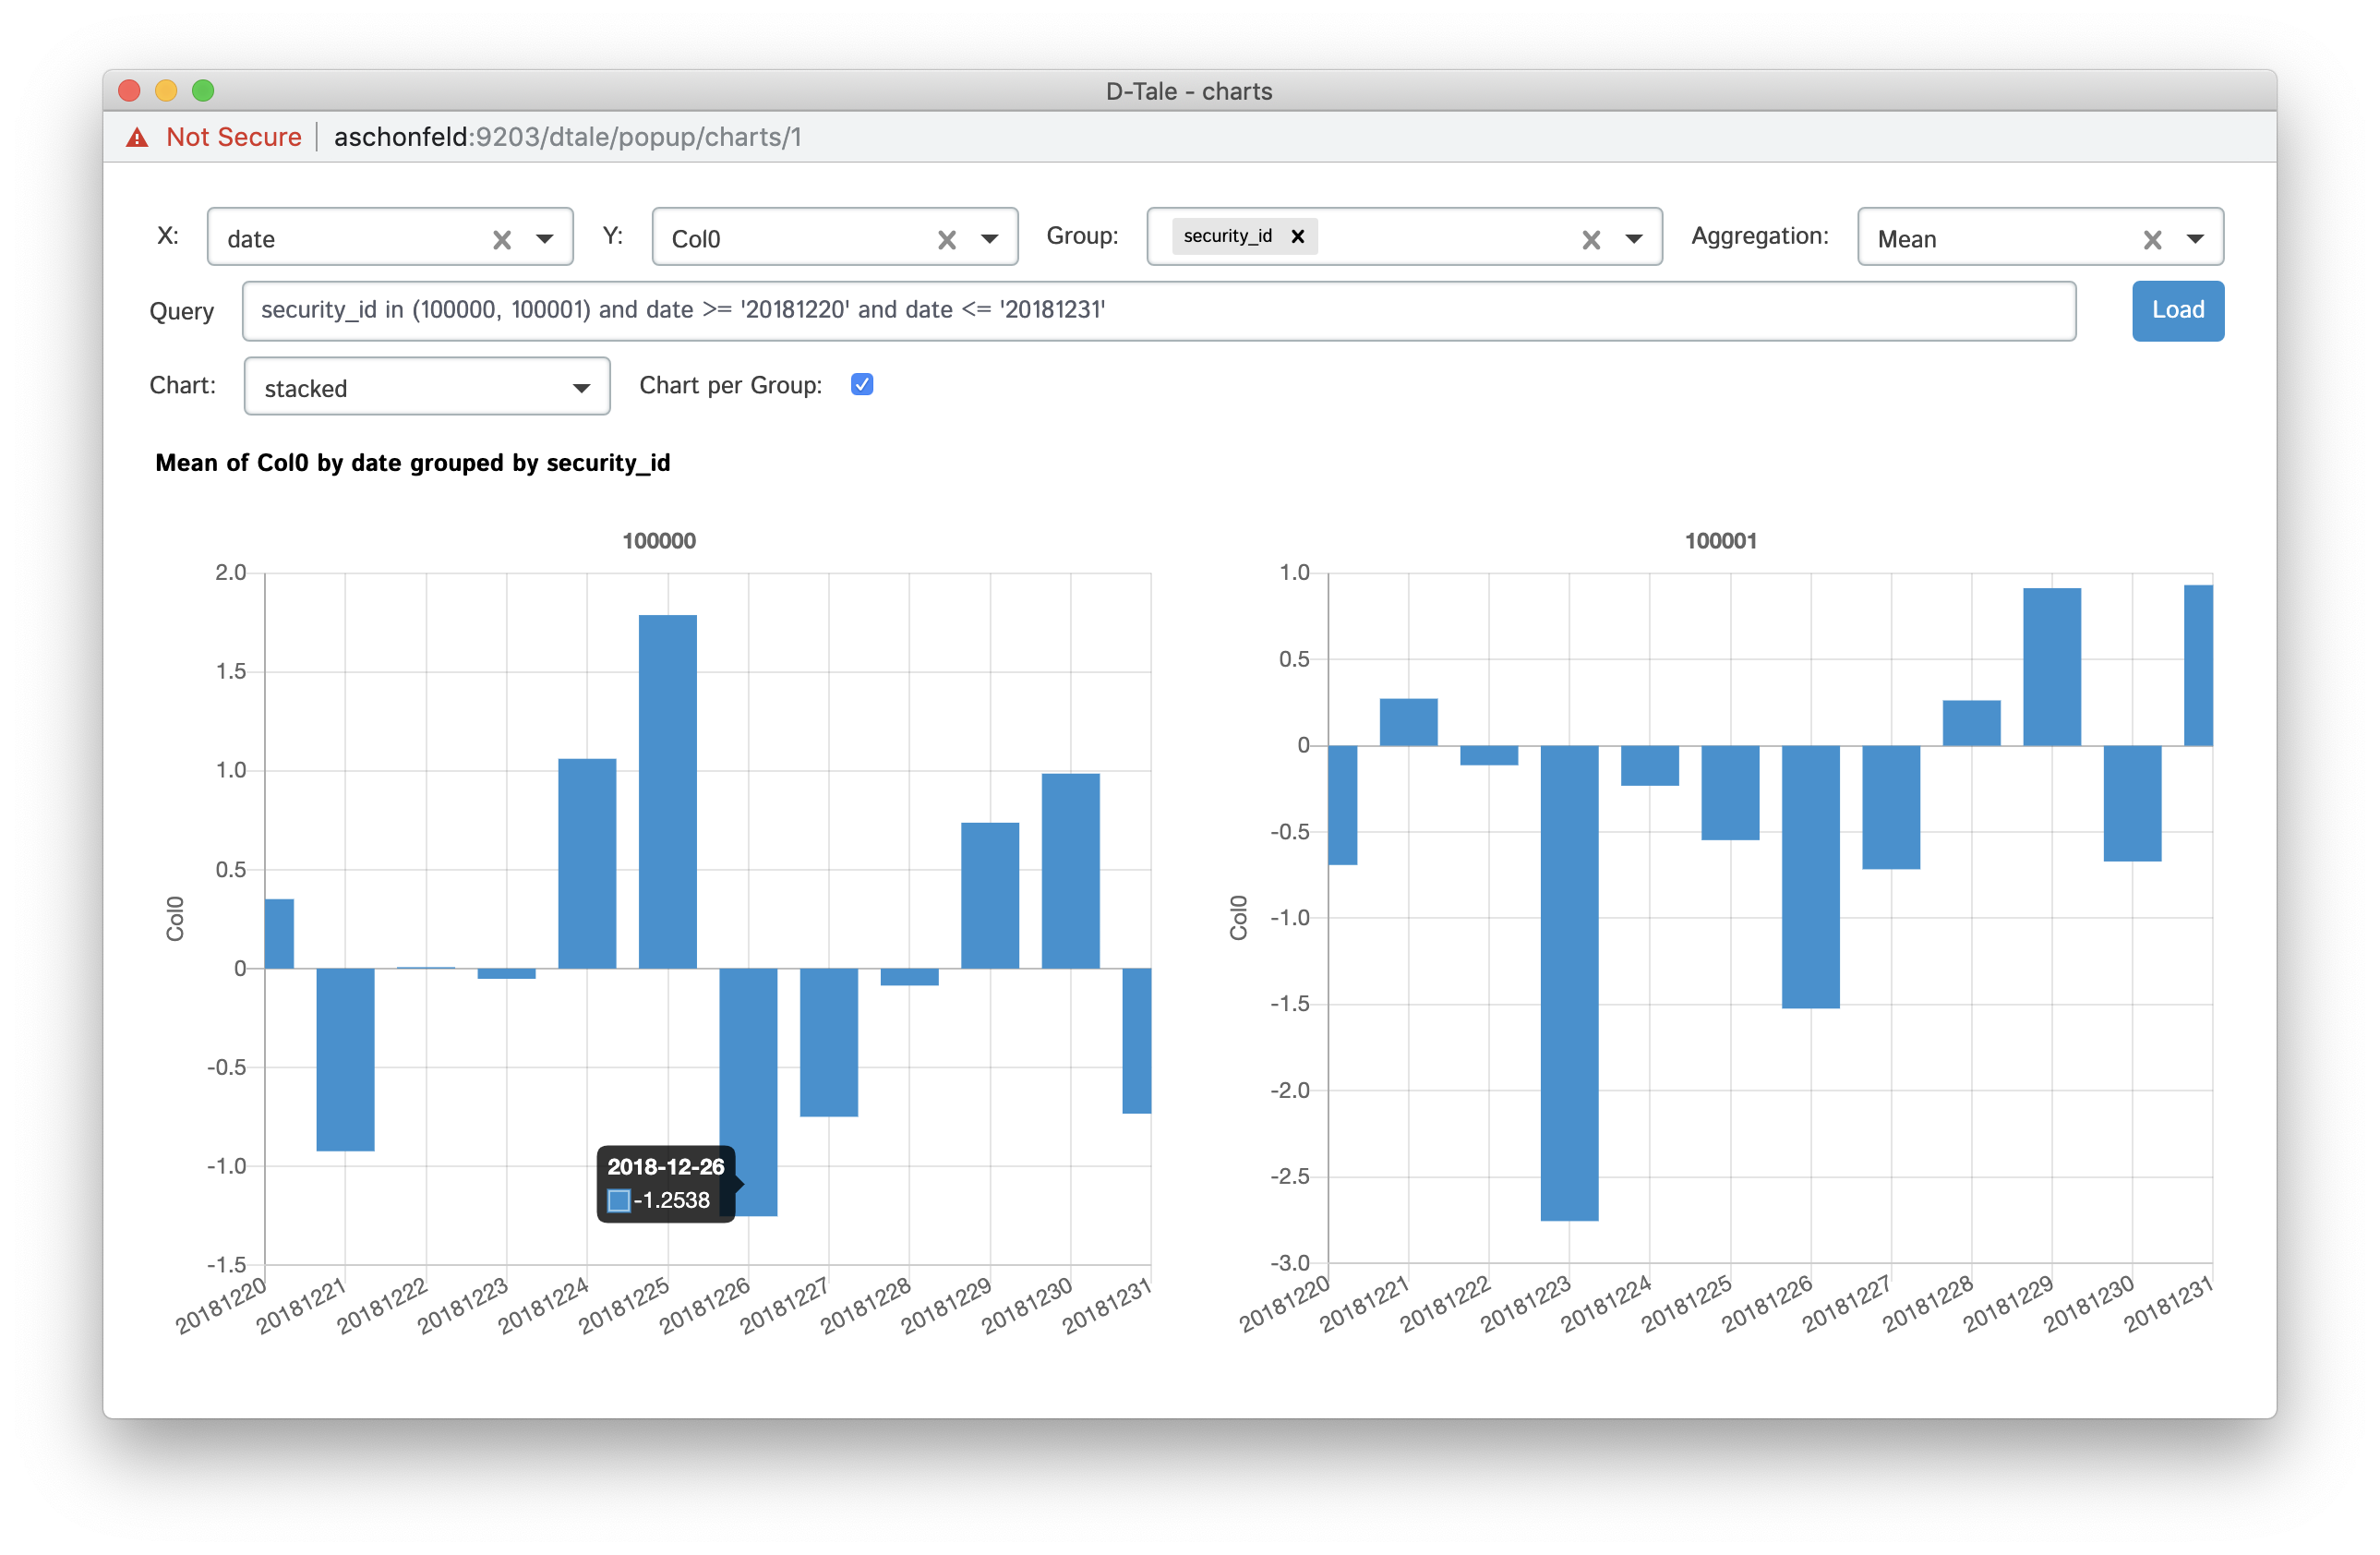 D-Tale - charts
Not Secure | aschonfeld:9203/dtale/popup/charts/1
X: date Y: Col0 Group: security_id Aggregation: Mean
Query security_id in (100000, 100001) and date >= '20181220' and date <= '20181231' Load
Chart: stacked Chart per Group:
Mean of Col0 by date grouped by security_id
100000
2.0
1.5
1.0
0.5
0
-0.5
-1.0
-1.5
Col0
2018-12-26
-1.2538
20181220 20181221 20181222 20181223 20181224 20181225 20181226 20181227 20181228 20181229 20181230 20181231
100001
1.0
0.5
0
-0.5
-1.0
-1.5
-2.0
-2.5
-3.0
Col0
20181220 20181221 20181222 20181223 20181224 20181225 20181226 20181227 20181228 20181229 20181230 20181231